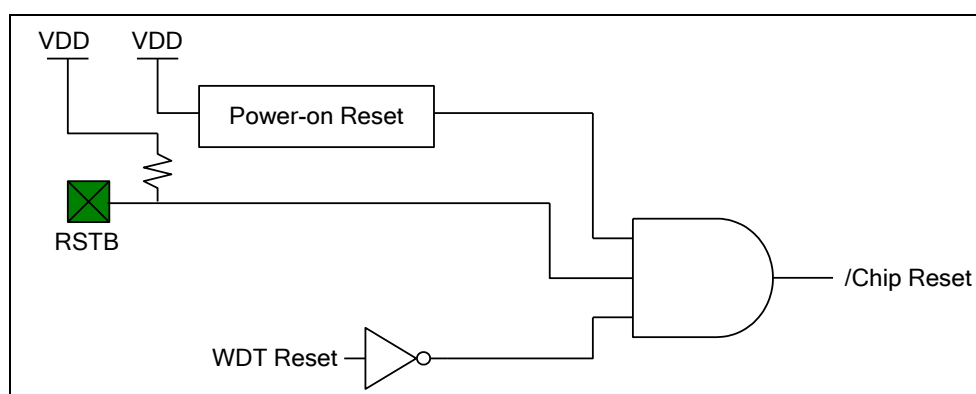 VDD
VDD
Power-on Reset
RSTB
/Chip Reset
WDT Reset